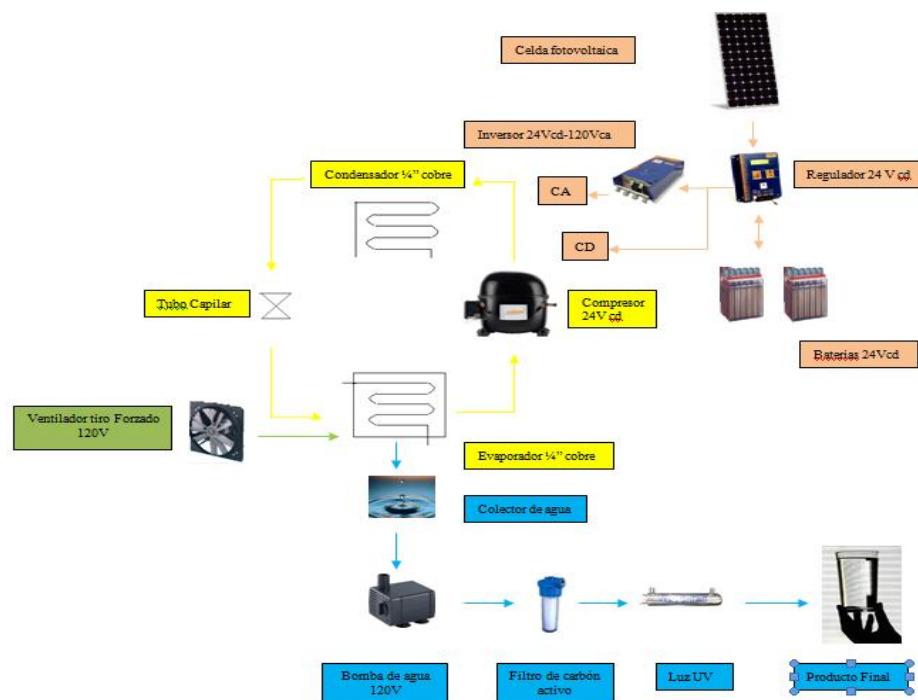 Celda fotovoltaica
Inversor 24Vcd-120Vca
Condensador ¼” cobre
Regulador 24 V cd.
CA
CD
Tubo Capilar
Compresor
24V cd.
Baterias 24Vcd
Ventilador tiro Forzado
120V
Evaporador ¼” cobre
Colector de agua
Bomba de agua
120V
Filtro de carbón
activo
Luz UV
Producto Final